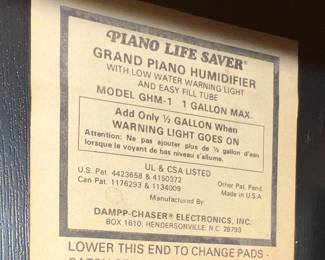 PIANO LIFE SAVER®
GRAND PIANO HUMIDIFIER
WITH LOW WATER WARNING LIGHT
AND EASY FILL TUBE
MODEL GHM-1 1 GALLON MAX.
Add Only ½ GALLON When
WARNING LIGHT GOES ON
Attention: Ne pas ajouter plus de ½ gallon d'eau
lorsque le voyant de bas niveau s'allume.
UL & CSA LISTED
U.S. Pat. 4423658 & 4150373 Other Pat. Pend.
Can Pat. 1176293 & 1134009 Made in U.S.A
Manufactured By:
DAMPP-CHASER® ELECTRONICS, INC.
BOX 1610, HENDERSONVILLE, N.C. 28793
LOWER THIS END TO CHANGE PADS -